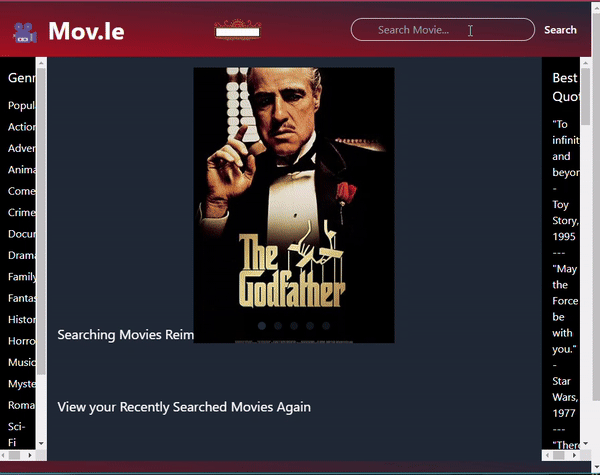 Mov.le
Search Movie...
Search
Genr
Popul
Action
Adver
Anima
Come
Crime
Docur
Drama
Family
Fantas
Histor
Horro
Music
Myste
Roma
Sci-
Fi
The
Godfather
Searching Movies Reim
View your Recently Searched Movies Again
Best
Quot
"To
infinit
and
beyor
-
Toy
Story,
1995
---
"May
the
Force
be
with
you."
-
Star
Wars,
1977
---
"There